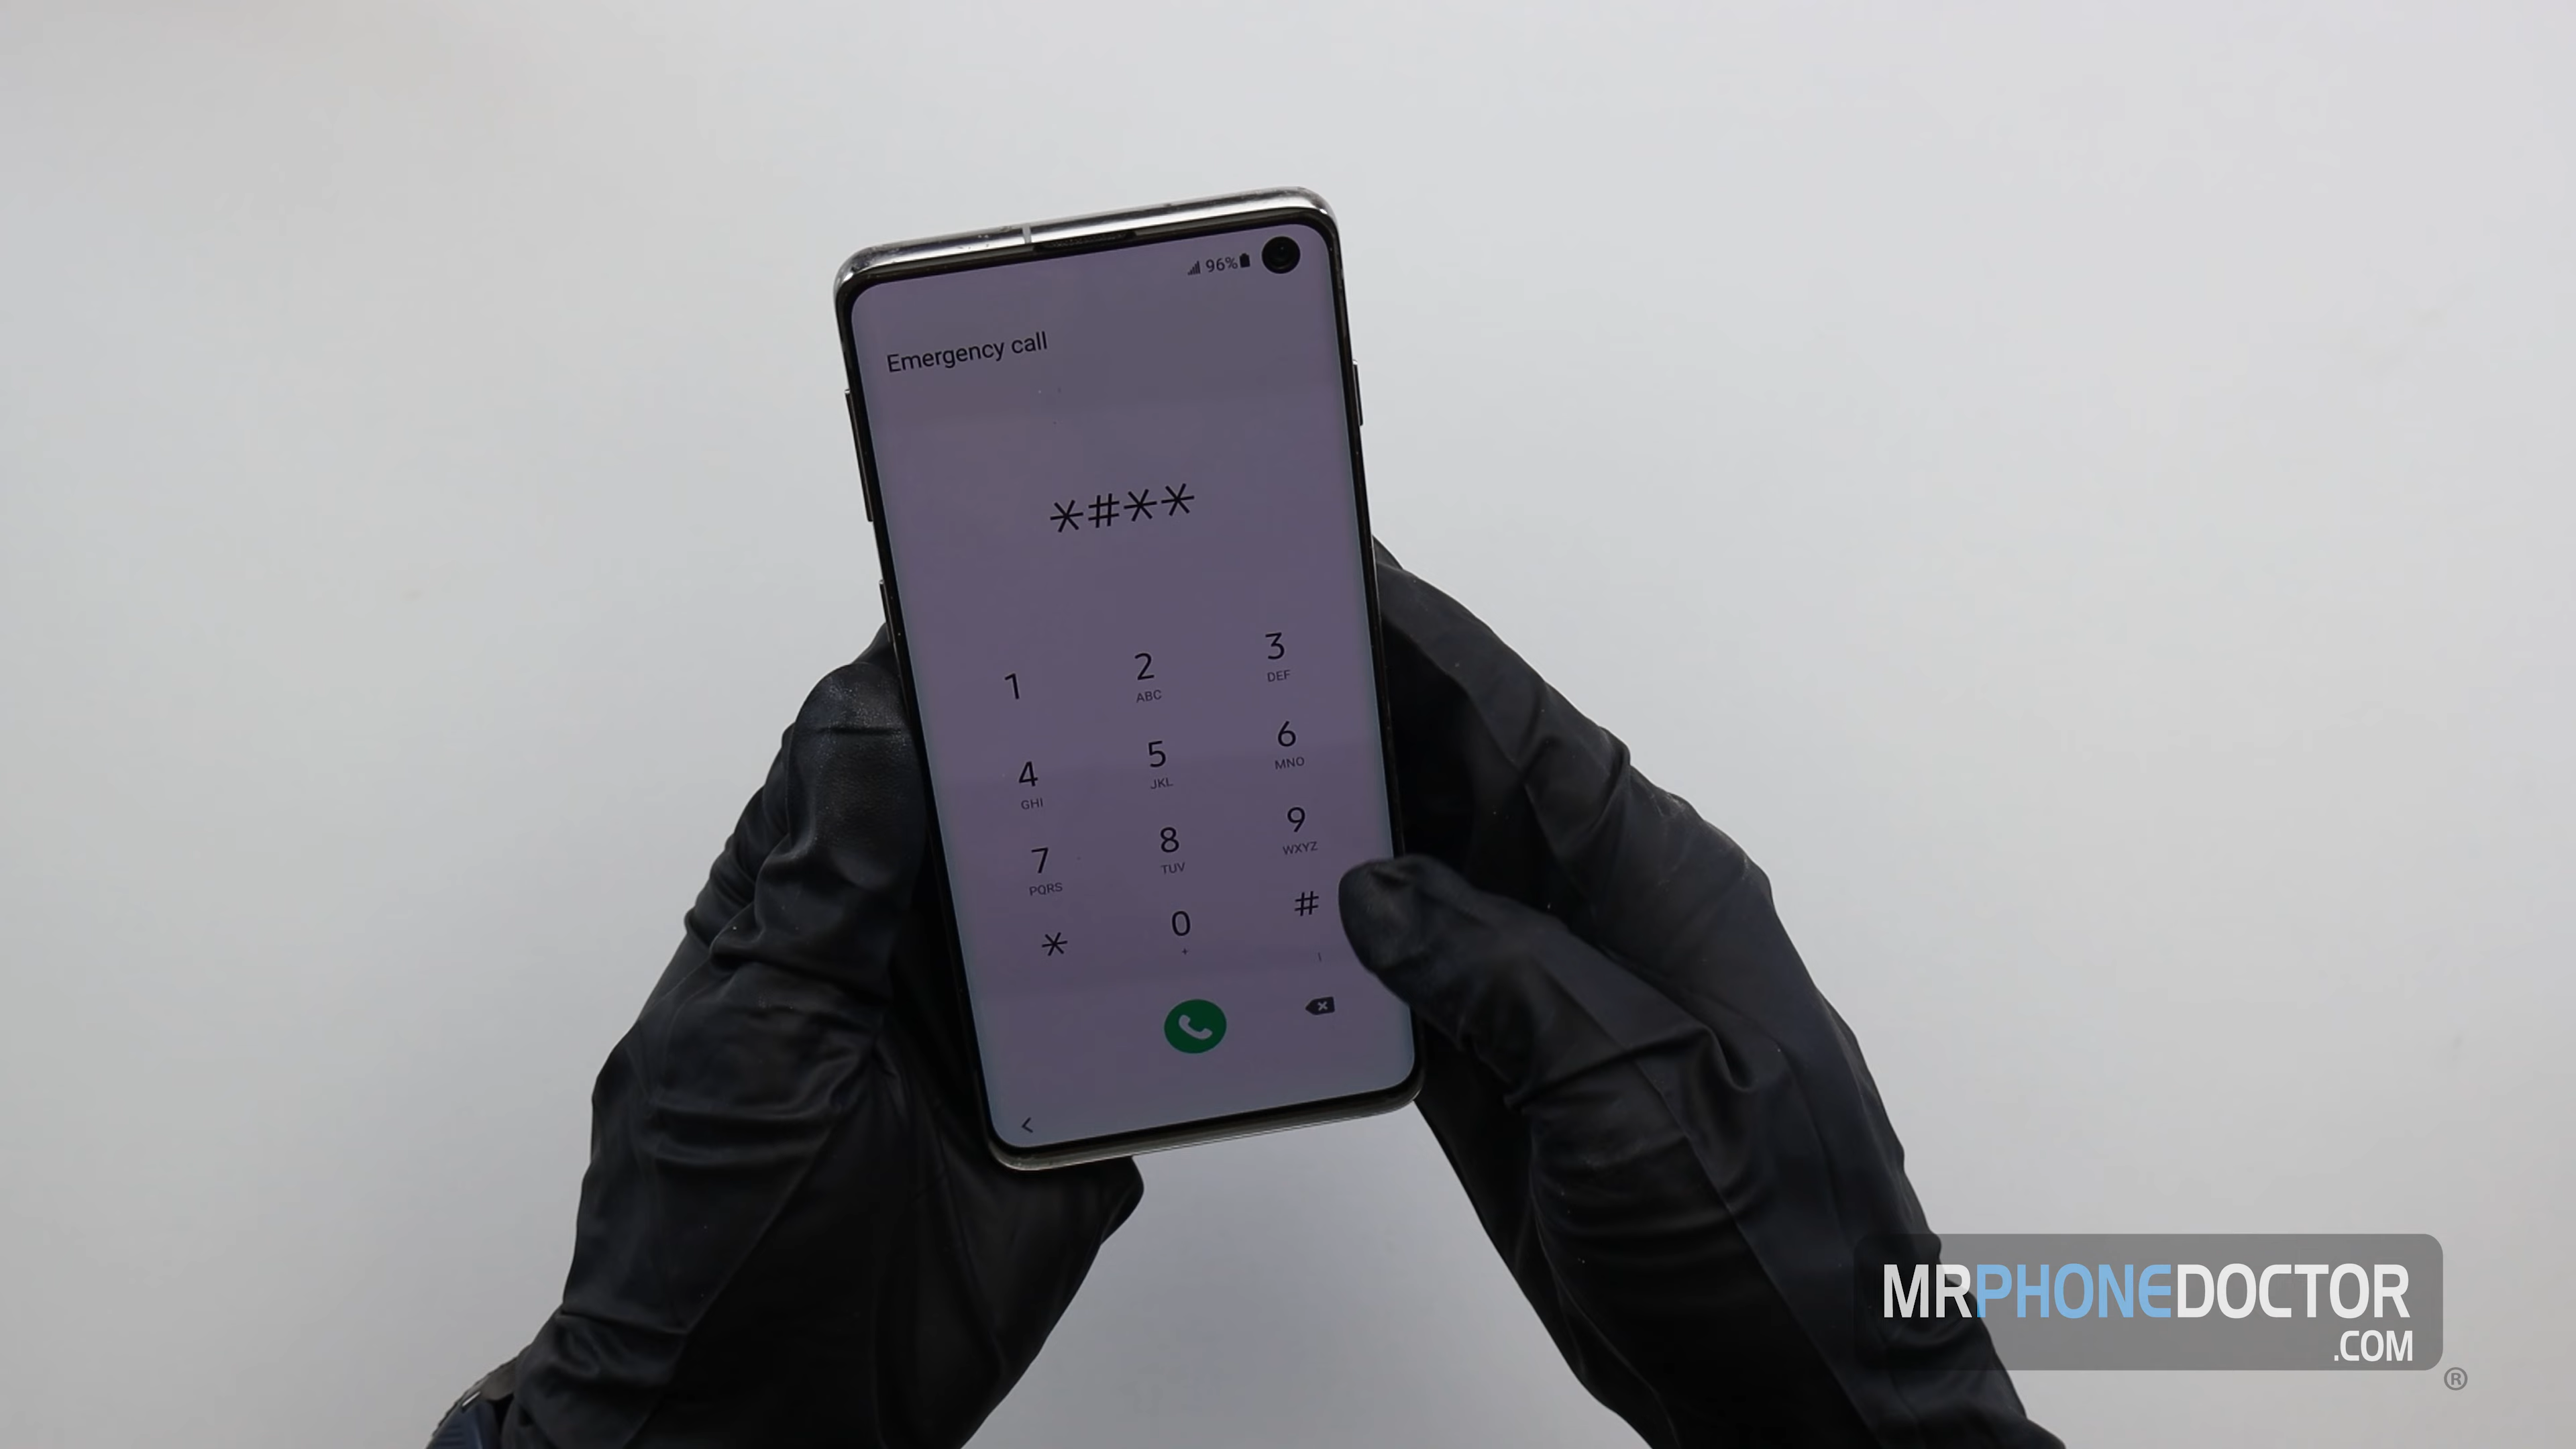 96%
Emergency call
*#**
1 2 3
ABC DEF
4 5 6
GHI JKL MNO
7 8 9
PQRS TUV WXYZ
* 0 #
+
<
MRPHONEDOCTOR
.COM
®